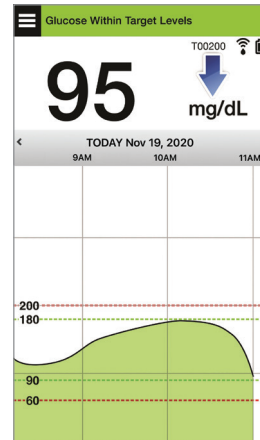 Glucose Within Target Levels
T00200
95
mg/dL
TODAY Nov 19, 2020
9AM 10AM 11AM
200
180
90
60